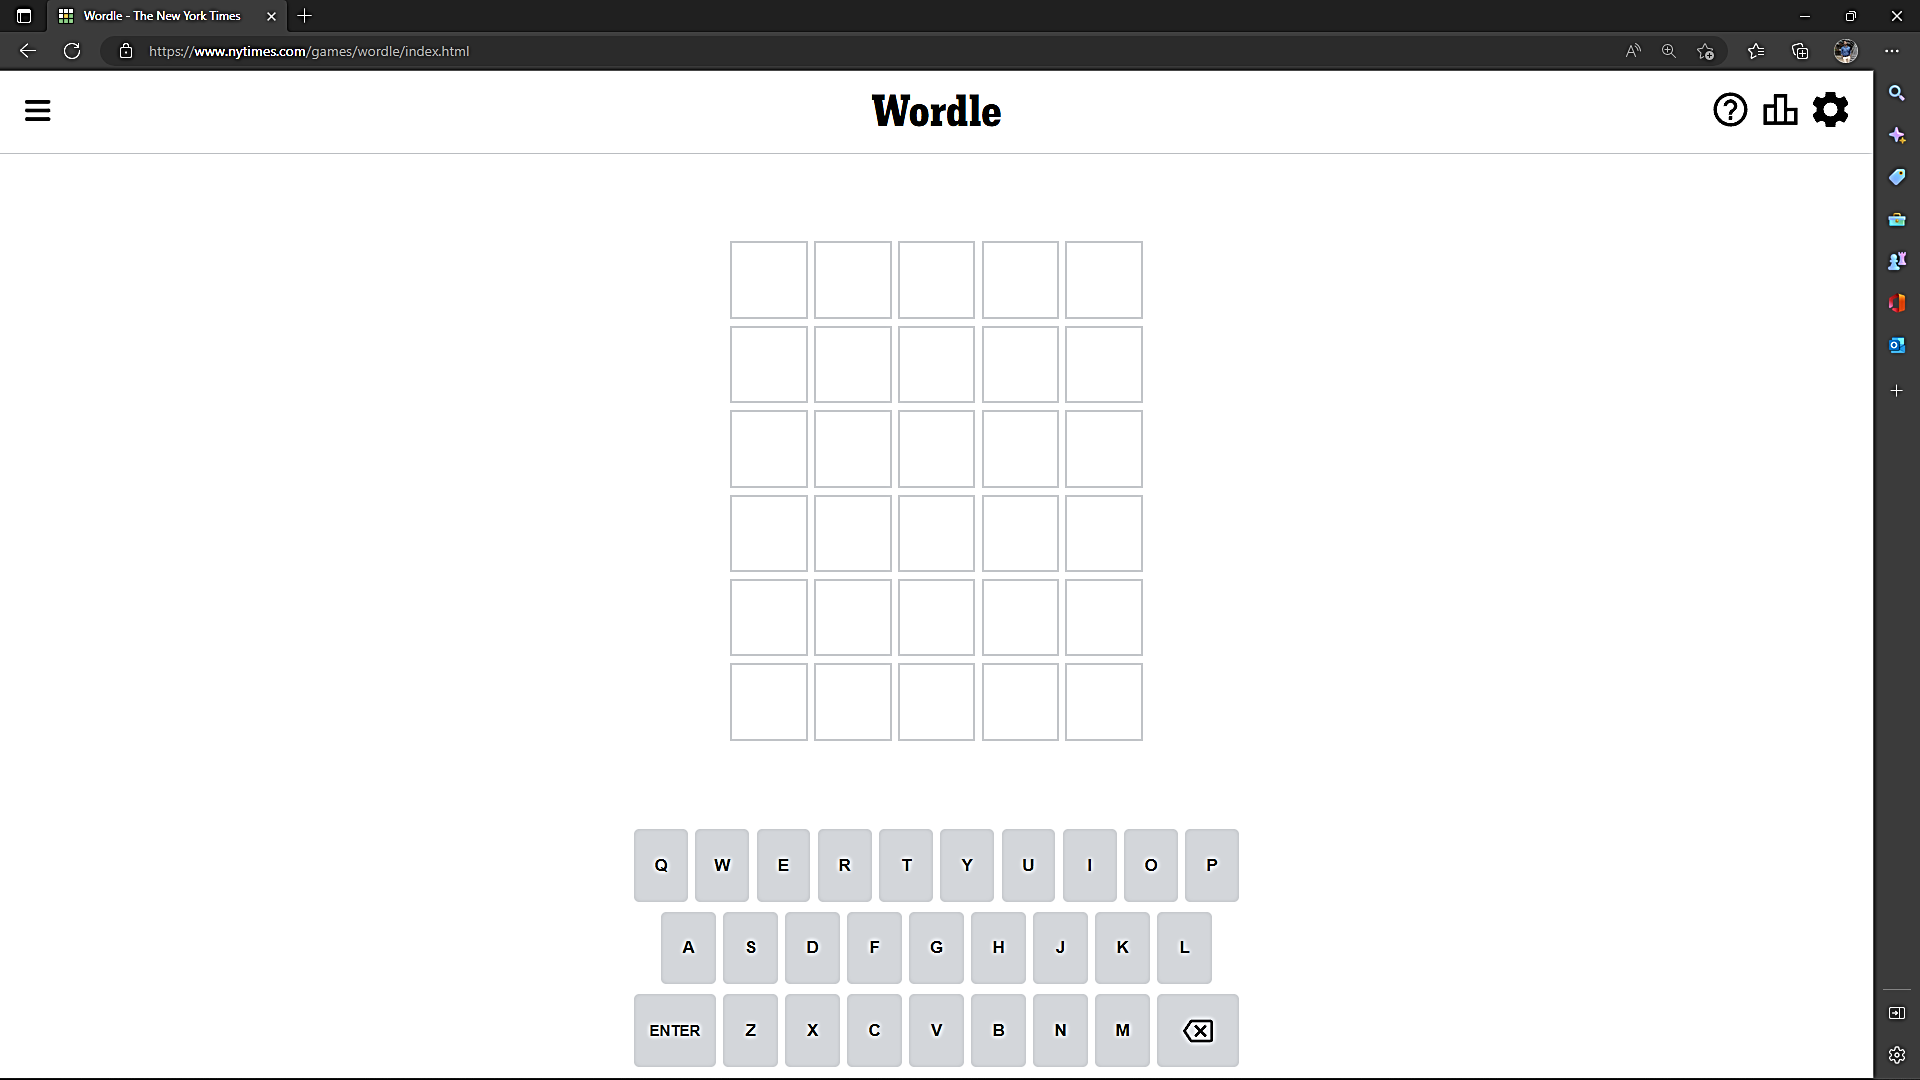 Wordle - The New York Times
https://www.nytimes.com/games/wordle/index.html
Wordle
Q W E R T Y U I O P
A S D F G H J K L
ENTER Z X C V B N M